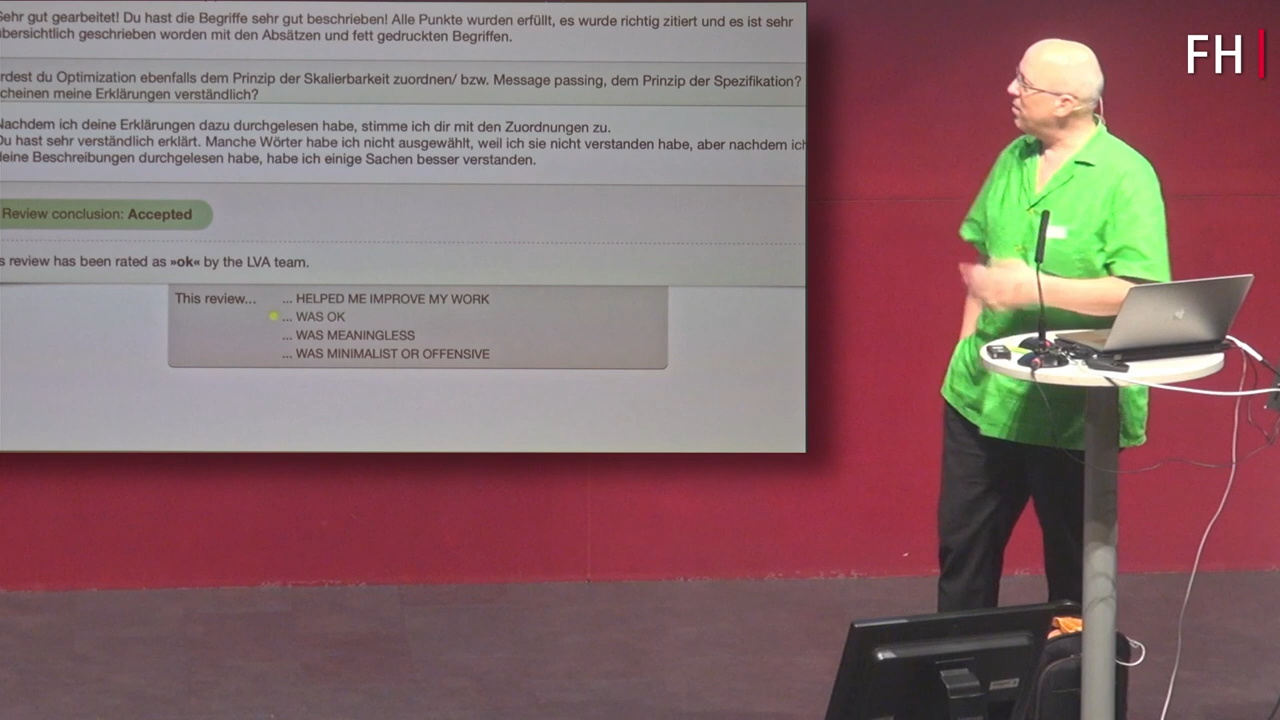 Sehr gut gearbeitet! Du hast die Begriffe sehr gut beschrieben! Alle Punkte wurden erfüllt, es wurde richtig zitiert und es ist sehr
übersichtlich geschrieben worden mit den Absätzen und fett gedruckten Begriffen.
rdest du Optimization ebenfalls dem Prinzip der Skalierbarkeit zuordnen/ bzw. Message passing, dem Prinzip der Spezifikation?
cheinen meine Erklärungen verständlich?
Nachdem ich deine Erklärungen dazu durchgelesen habe, stimme ich dir mit den Zuordnungen zu.
Du hast sehr verständlich erklärt. Manche Wörter habe ich nicht ausgewählt, weil ich sie nicht verstanden habe, aber nachdem ich
deine Beschreibungen durchgelesen habe, habe ich einige Sachen besser verstanden.
Review conclusion: Accepted
s review has been rated as »ok« by the LVA team.
This review... ... HELPED ME IMPROVE MY WORK
... WAS OK
... WAS MEANINGLESS
... WAS MINIMALIST OR OFFENSIVE
FH